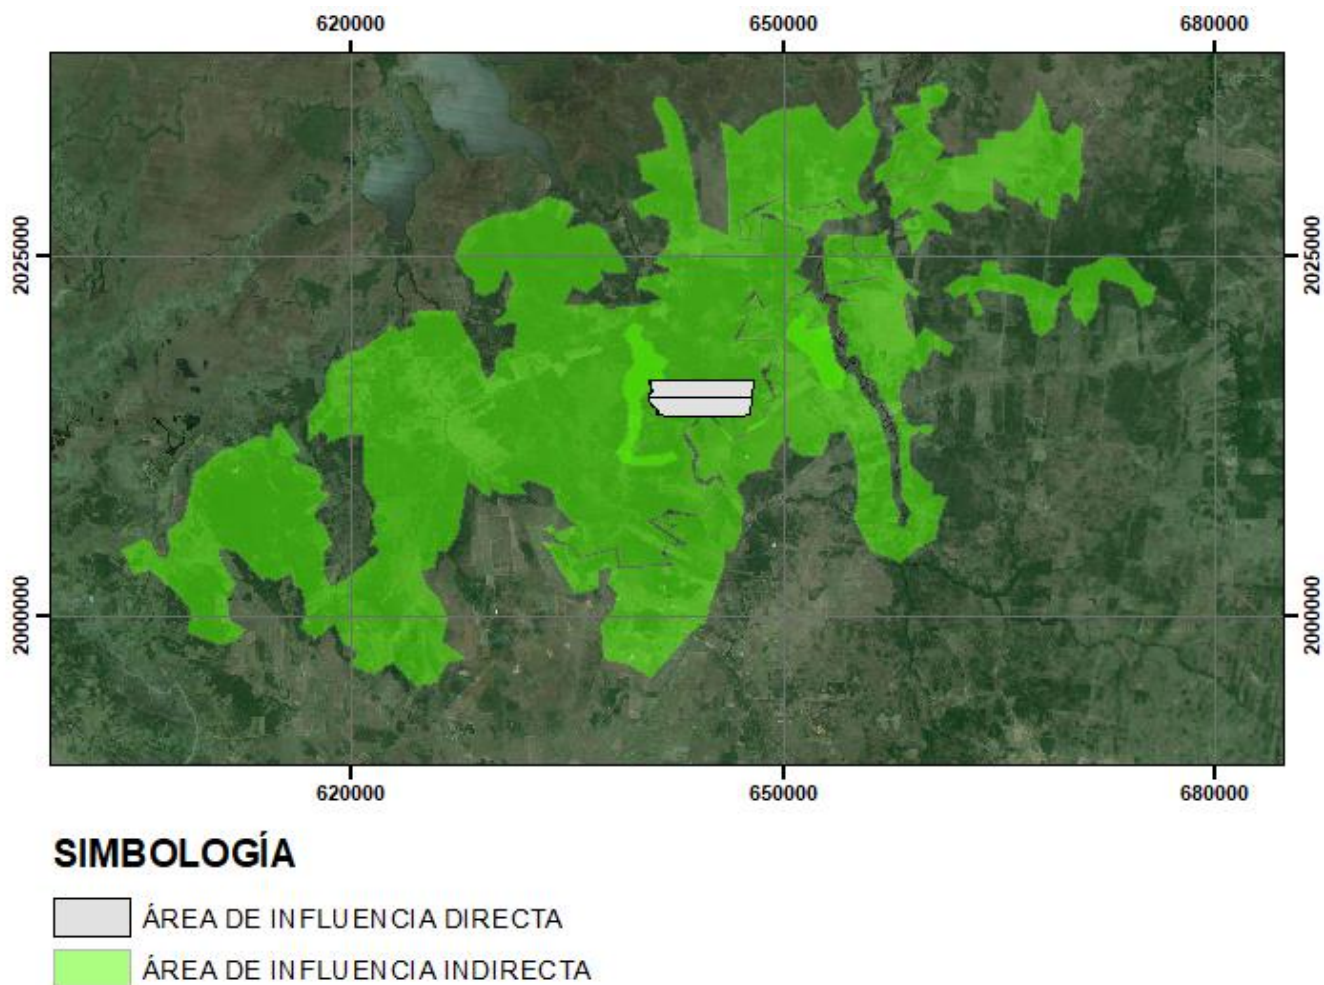 620000 650000 680000
2025000 2025000
2000000 2000000
620000 650000 680000
SIMBOLOGÍA
ÁREA DE INFLUENCIA DIRECTA
ÁREA DE INFLUENCIA INDIRECTA